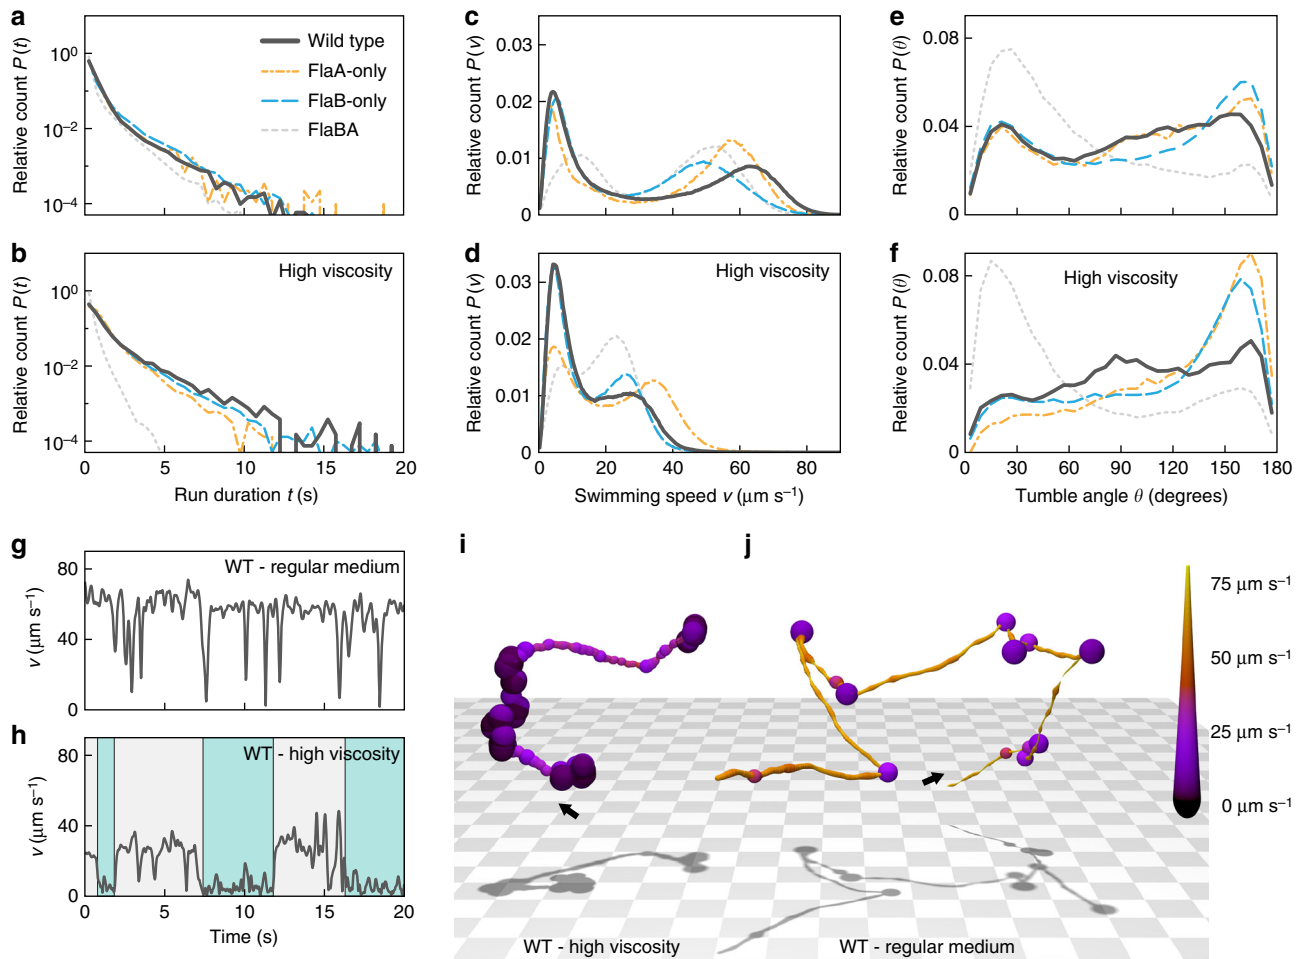 a
Relative count P(t)
10⁰
10⁻²
10⁻⁴
Wild type
FlaA-only
FlaB-only
FlaBA
c
Relative count P(v)
0.03
0.02
0.01
0
e
Relative count P(θ)
0.08
0.04
0
b
High viscosity
Relative count P(t)
10⁰
10⁻²
10⁻⁴
0 5 10 15 20
Run duration t (s)
d
High viscosity
Relative count P(v)
0.03
0.02
0.01
0
0 20 40 60 80
Swimming speed v (μm s⁻¹)
f
High viscosity
Relative count P(θ)
0.08
0.04
0
0 30 60 90 120 150 180
Tumble angle θ (degrees)
g
WT - regular medium
v (μm s⁻¹)
80
40
0
h
WT - high viscosity
v (μm s⁻¹)
80
40
0
0 5 10 15 20
Time (s)
i
WT - high viscosity
j
WT - regular medium
75 μm s⁻¹
50 μm s⁻¹
25 μm s⁻¹
0 μm s⁻¹